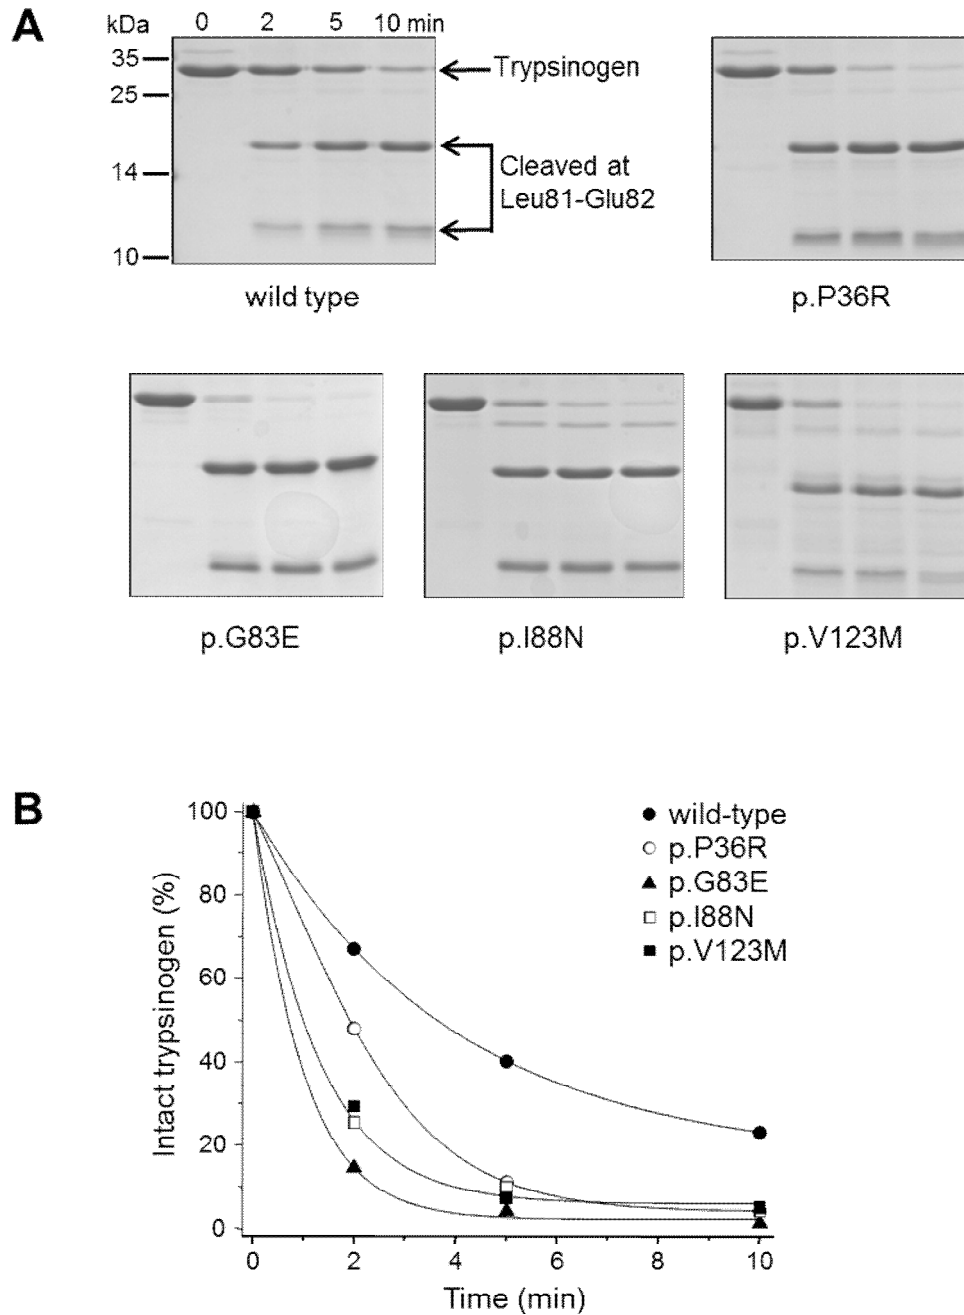 A
kDa 0 2 5 10 min
35
25
14
10
Trypsinogen
Cleaved at
Leu81-Glu82
wild type
p.P36R
p.G83E
p.I88N
p.V123M
B
Intact trypsinogen (%)
100
80
60
40
20
0
0 2 4 6 8 10
Time (min)
wild-type
p.P36R
p.G83E
p.I88N
p.V123M